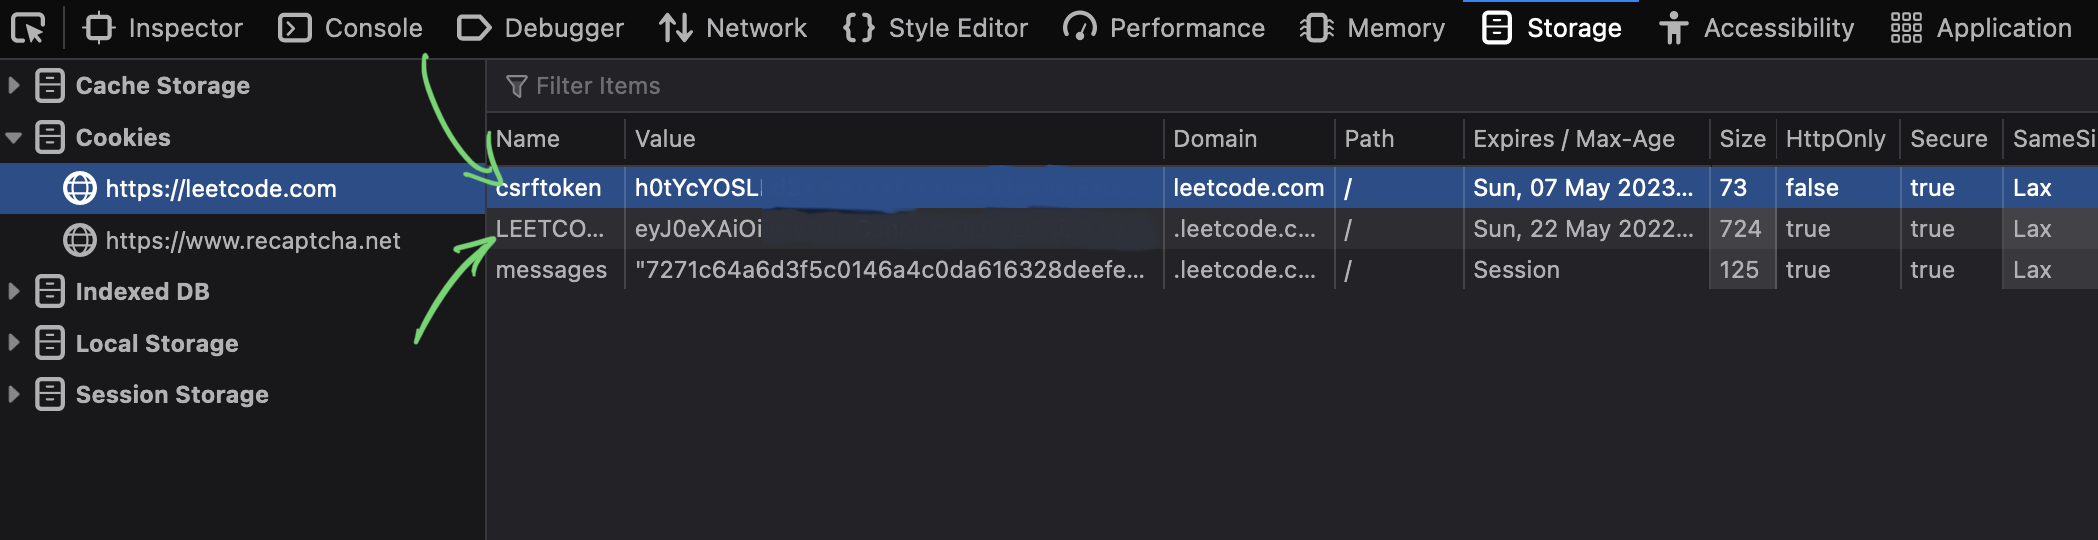 Inspector Console Debugger Network Style Editor Performance Memory Storage Accessibility Application
Cache Storage
Filter Items
Cookies
Name Value Domain Path Expires / Max-Age Size HttpOnly Secure SameSi
https://leetcode.com
csrftoken h0tYcYOSL leetcode.com / Sun, 07 May 2023... 73 false true Lax
LEETCO... eyJ0eXAiOi .leetcode.c... / Sun, 22 May 2022... 724 true true Lax
https://www.recaptcha.net
messages "7271c64a6d3f5c0146a4c0da616328deefe... .leetcode.c... / Session 125 true true Lax
Indexed DB
Local Storage
Session Storage